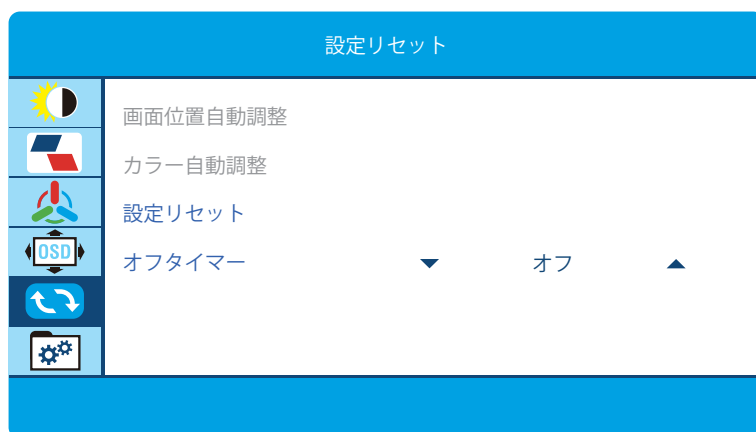 設定リセット
画面位置自動調整
カラー自動調整
設定リセット
オフタイマー オフ
OSD